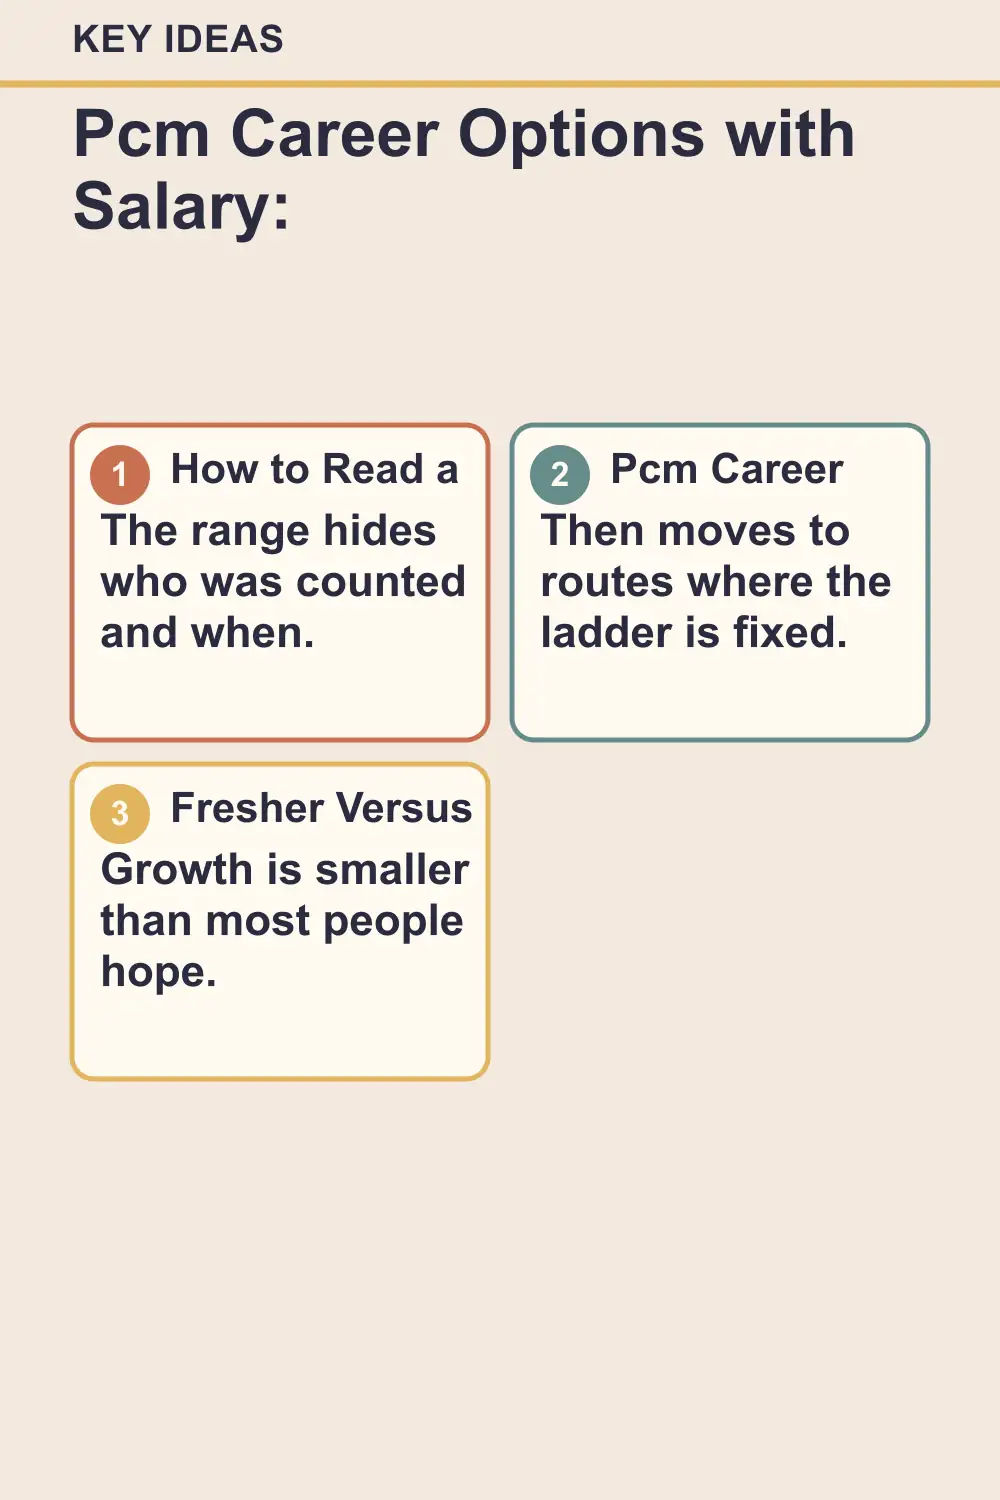 KEY IDEAS
Pcm Career Options with
Salary:
1 How to Read a
The range hides
who was counted
and when.
2 Pcm Career
Then moves to
routes where the
ladder is fixed.
3 Fresher Versus
Growth is smaller
than most people
hope.